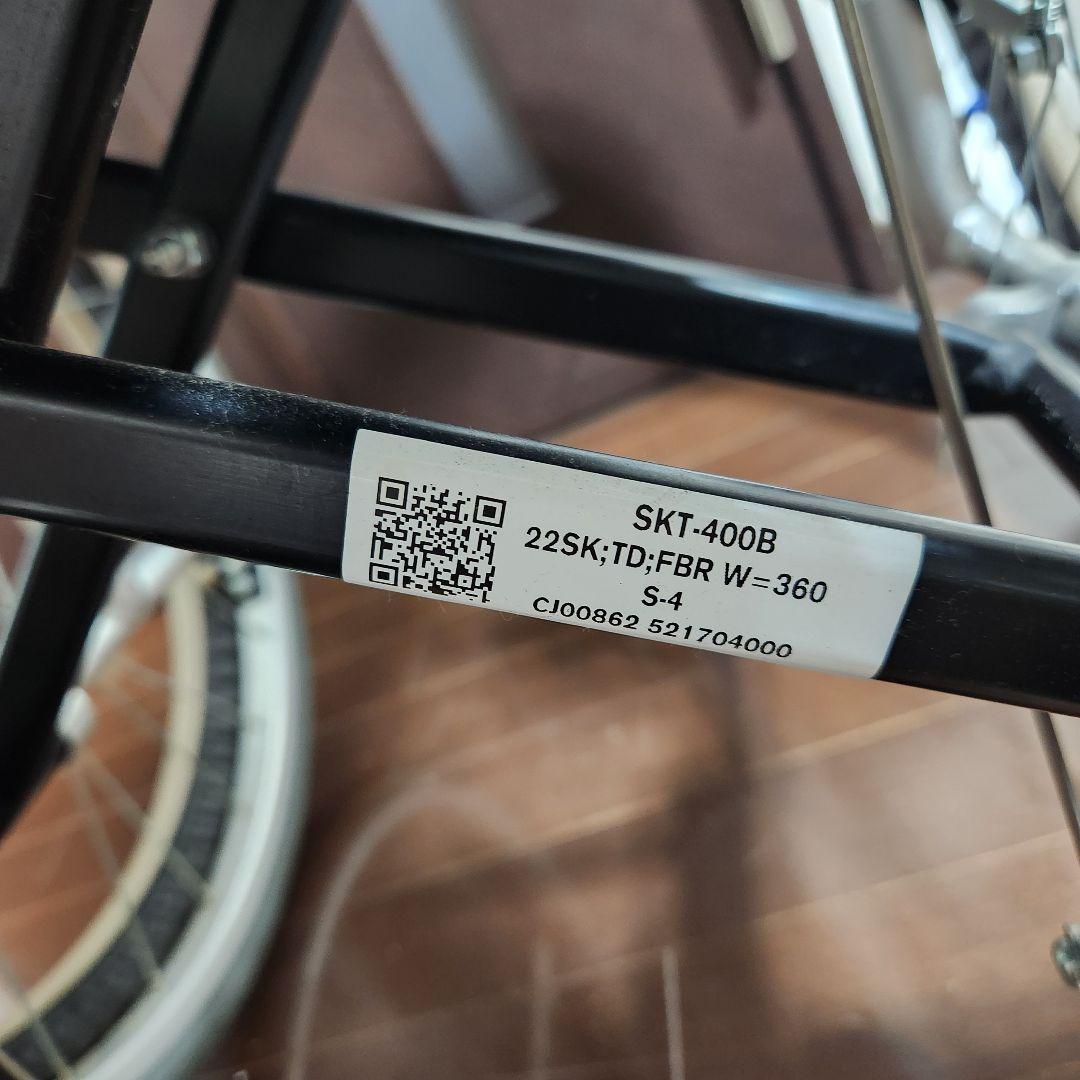 SKT-400B
22SK;TD;FBR W=360
S-4
CJ00862 521704000